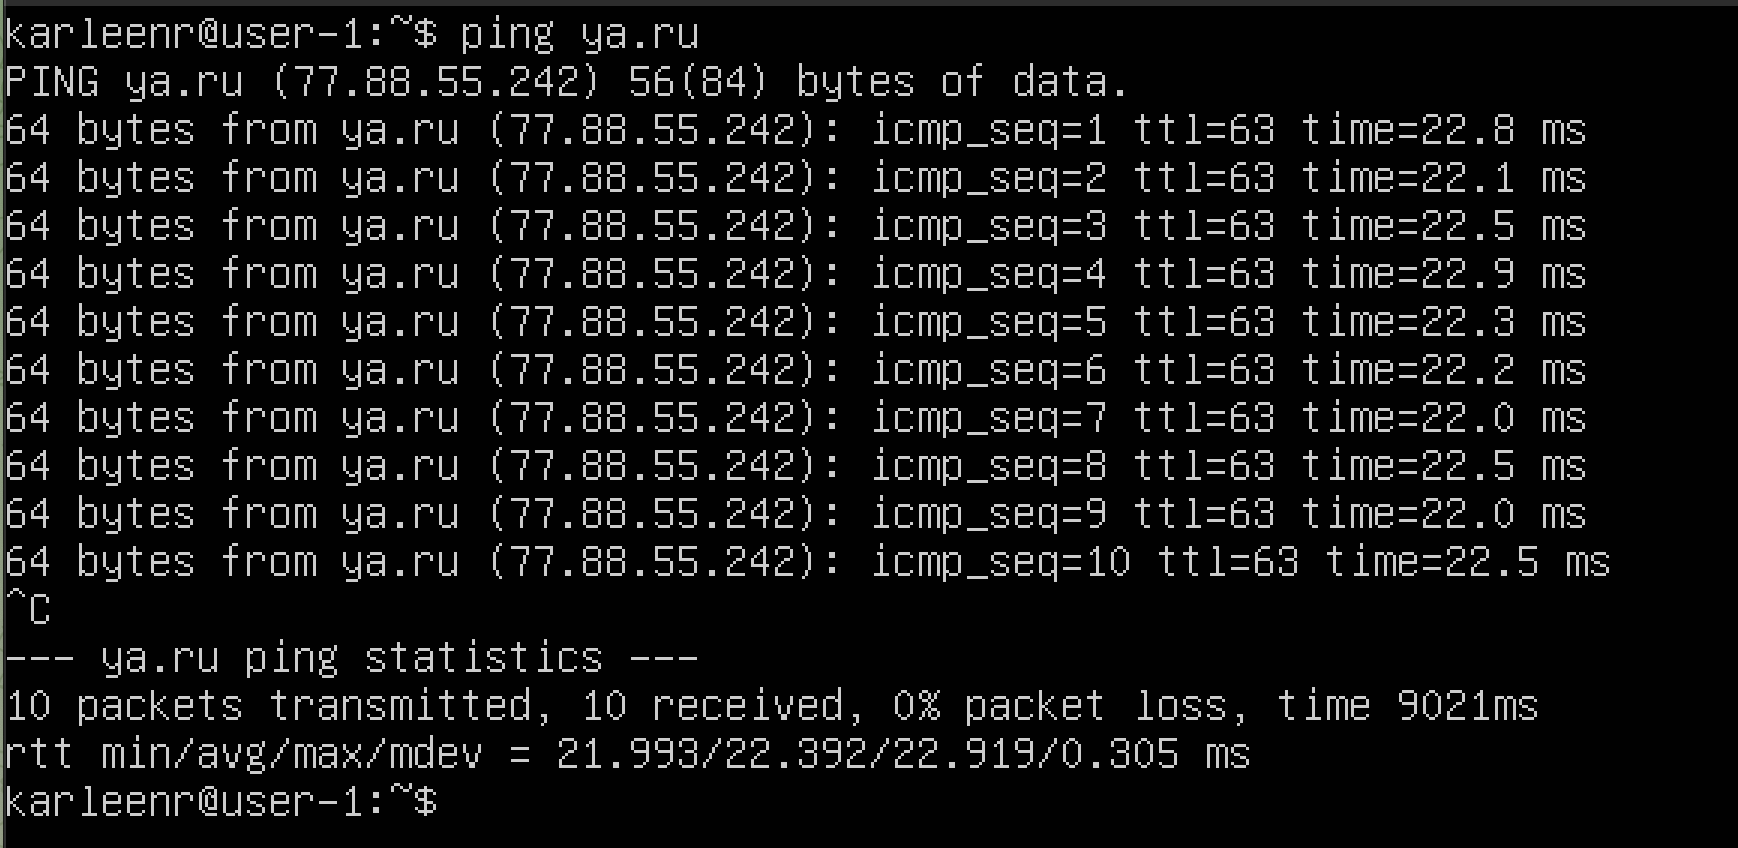 karleenr@user-1:~$ ping ya.ru
PING ya.ru (77.88.55.242) 56(84) bytes of data.
64 bytes from ya.ru (77.88.55.242): icmp_seq=1 ttl=63 time=22.8 ms
64 bytes from ya.ru (77.88.55.242): icmp_seq=2 ttl=63 time=22.1 ms
64 bytes from ya.ru (77.88.55.242): icmp_seq=3 ttl=63 time=22.5 ms
64 bytes from ya.ru (77.88.55.242): icmp_seq=4 ttl=63 time=22.9 ms
64 bytes from ya.ru (77.88.55.242): icmp_seq=5 ttl=63 time=22.3 ms
64 bytes from ya.ru (77.88.55.242): icmp_seq=6 ttl=63 time=22.2 ms
64 bytes from ya.ru (77.88.55.242): icmp_seq=7 ttl=63 time=22.0 ms
64 bytes from ya.ru (77.88.55.242): icmp_seq=8 ttl=63 time=22.5 ms
64 bytes from ya.ru (77.88.55.242): icmp_seq=9 ttl=63 time=22.0 ms
64 bytes from ya.ru (77.88.55.242): icmp_seq=10 ttl=63 time=22.5 ms
^C
--- ya.ru ping statistics ---
10 packets transmitted, 10 received, 0% packet loss, time 9021ms
rtt min/avg/max/mdev = 21.993/22.392/22.919/0.305 ms
karleenr@user-1:~$